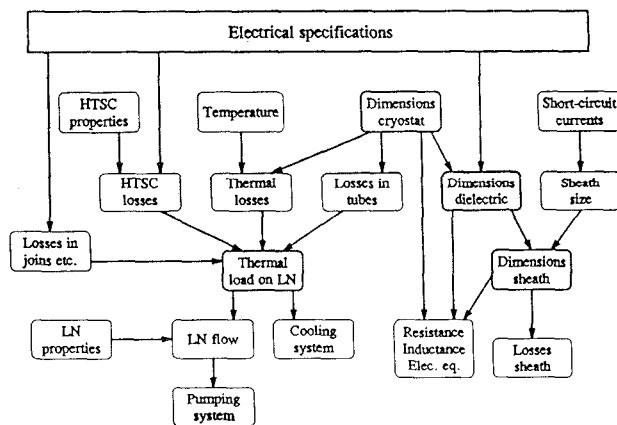 Electrical specifications
HTSC
properties
Temperature
Dimensions
cryostat
Short-circuit
currents
HTSC
losses
Thermal
losses
Losses in
tubes
Dimensions
dielectric
Sheath
size
Losses in
joins etc.
Thermal
load on LN
Dimensions
sheath
LN
properties
LN flow
Cooling
system
Resistance
Inductance
Elec. eq.
Losses
sheath
Pumping
system